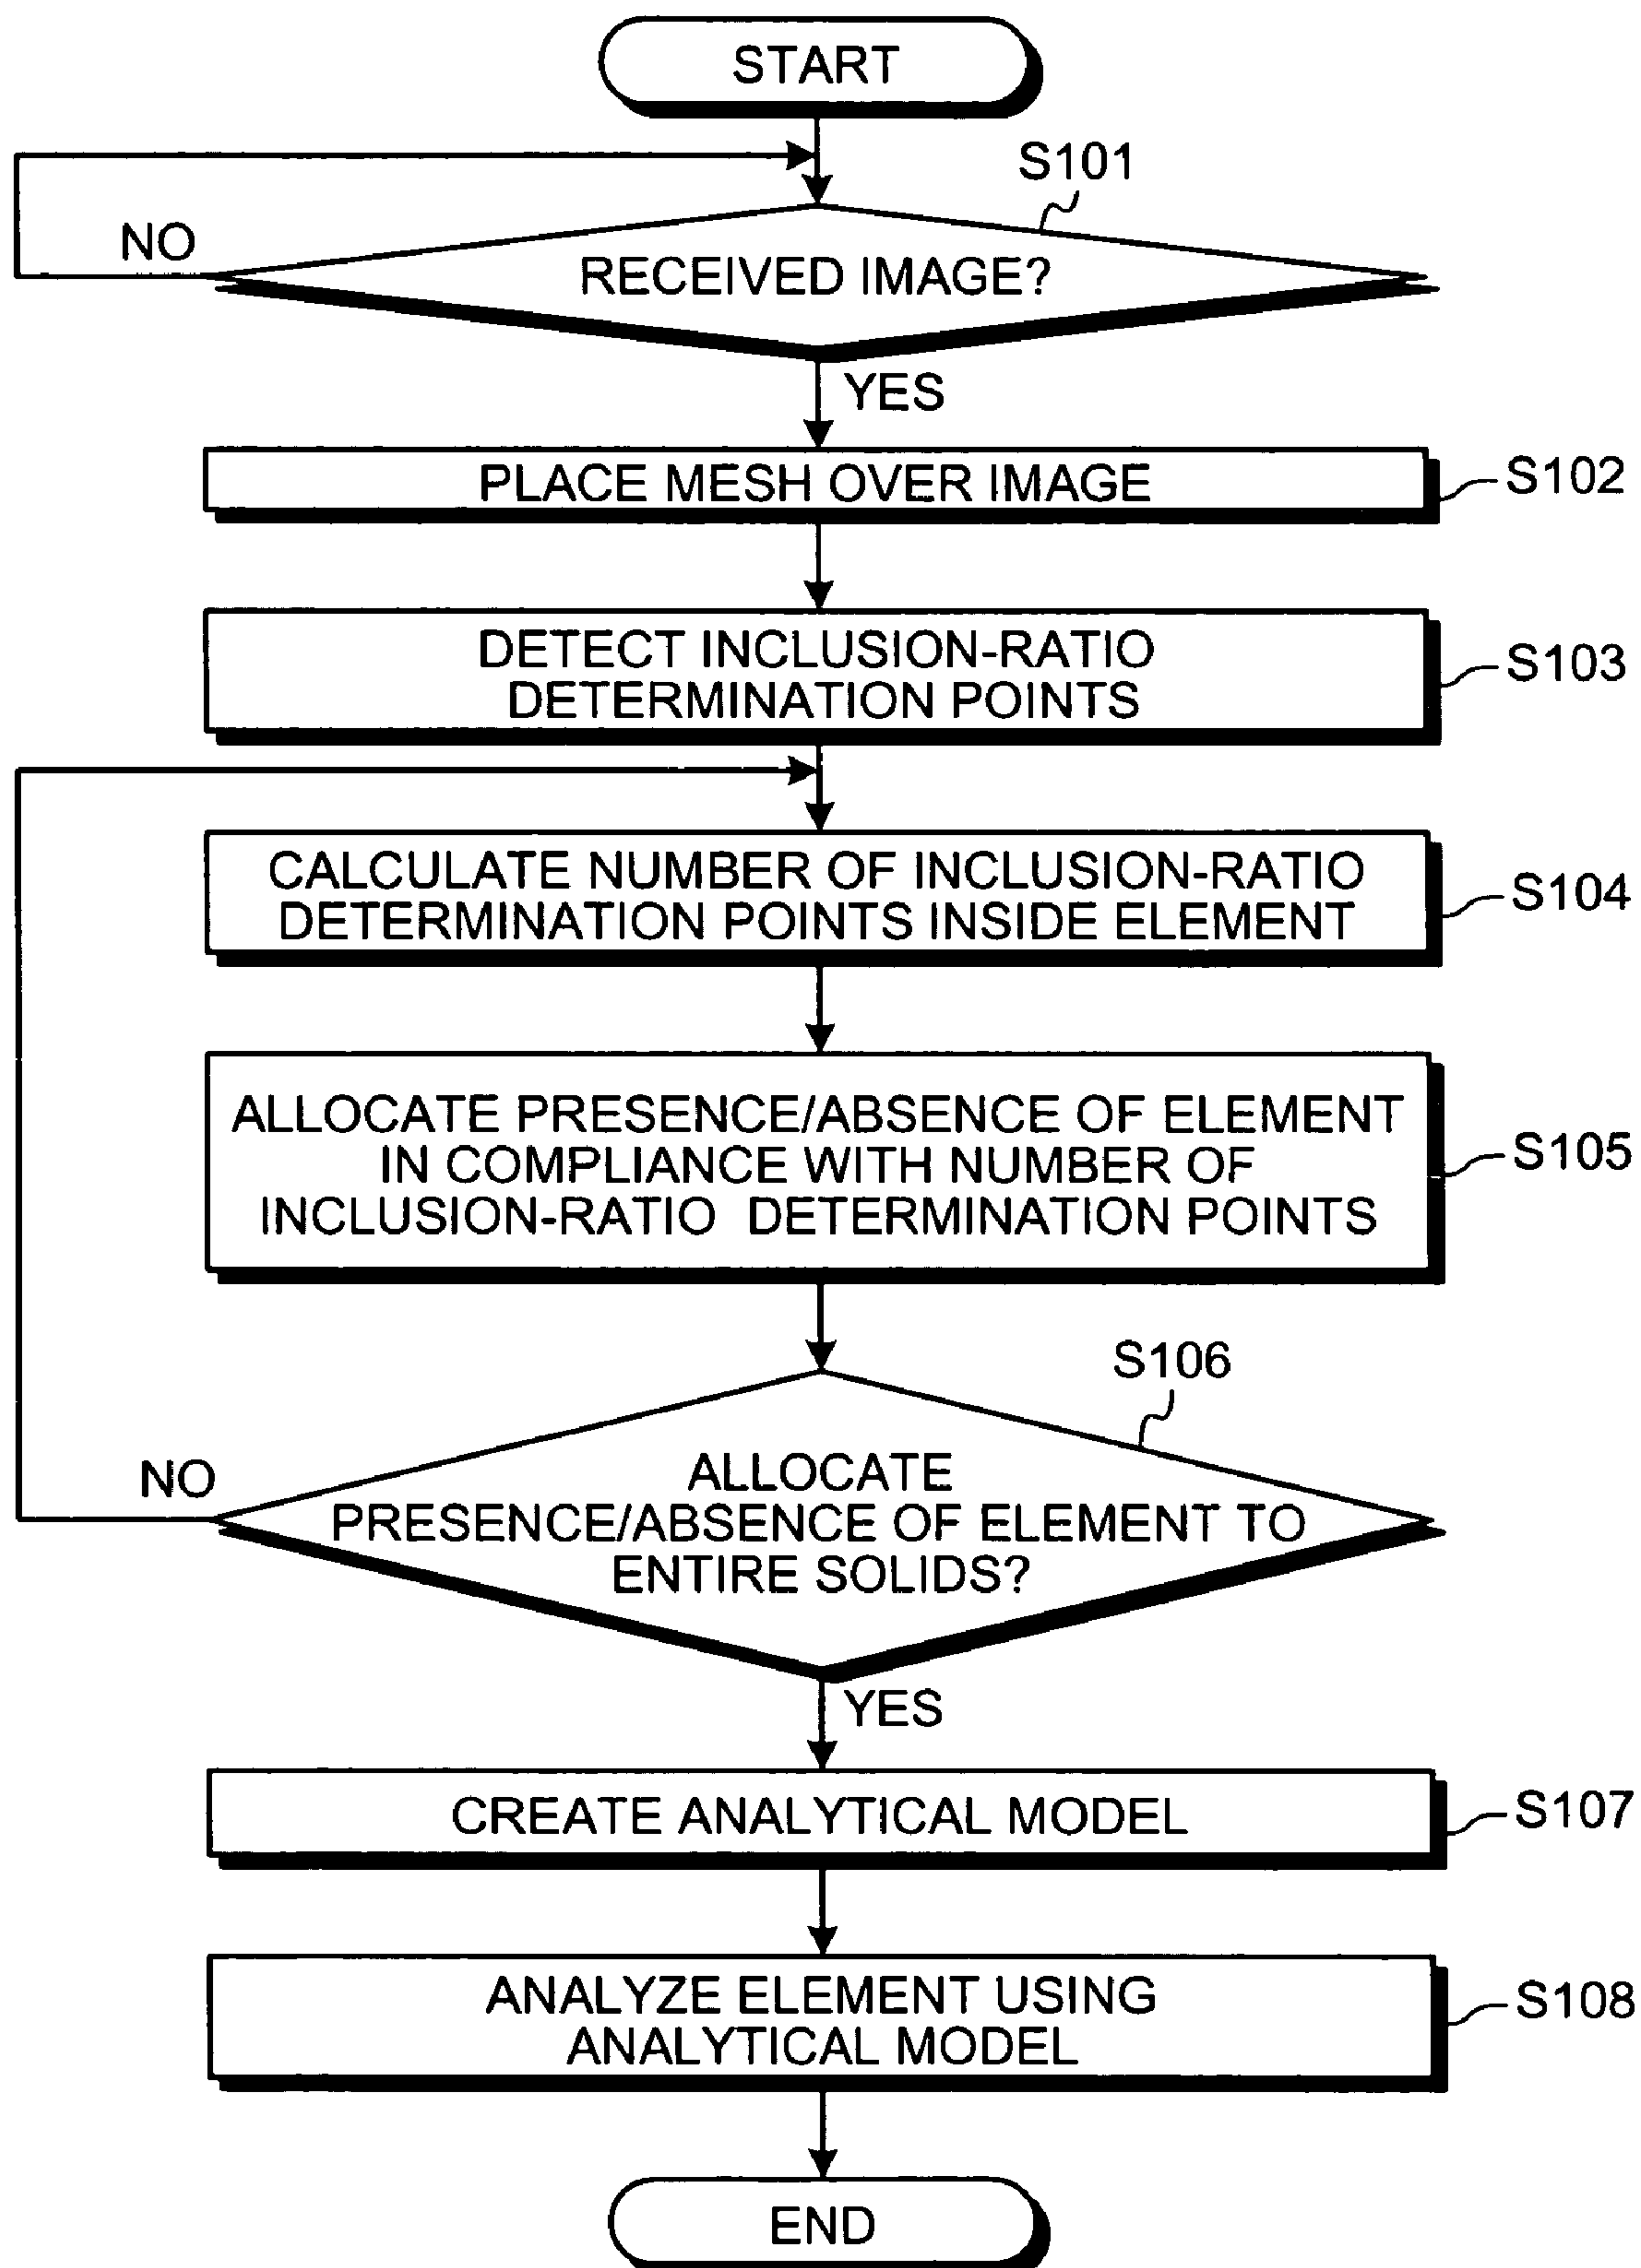 START
S101
NO
RECEIVED IMAGE?
YES
PLACE MESH OVER IMAGE
S102
DETECT INCLUSION-RATIO
DETERMINATION POINTS
S103
CALCULATE NUMBER OF INCLUSION-RATIO
DETERMINATION POINTS INSIDE ELEMENT
S104
ALLOCATE PRESENCE/ABSENCE OF ELEMENT
IN COMPLIANCE WITH NUMBER OF
INCLUSION-RATIO DETERMINATION POINTS
S105
S106
NO
ALLOCATE
PRESENCE/ABSENCE OF ELEMENT TO
ENTIRE SOLIDS?
YES
CREATE ANALYTICAL MODEL
S107
ANALYZE ELEMENT USING
ANALYTICAL MODEL
S108
END